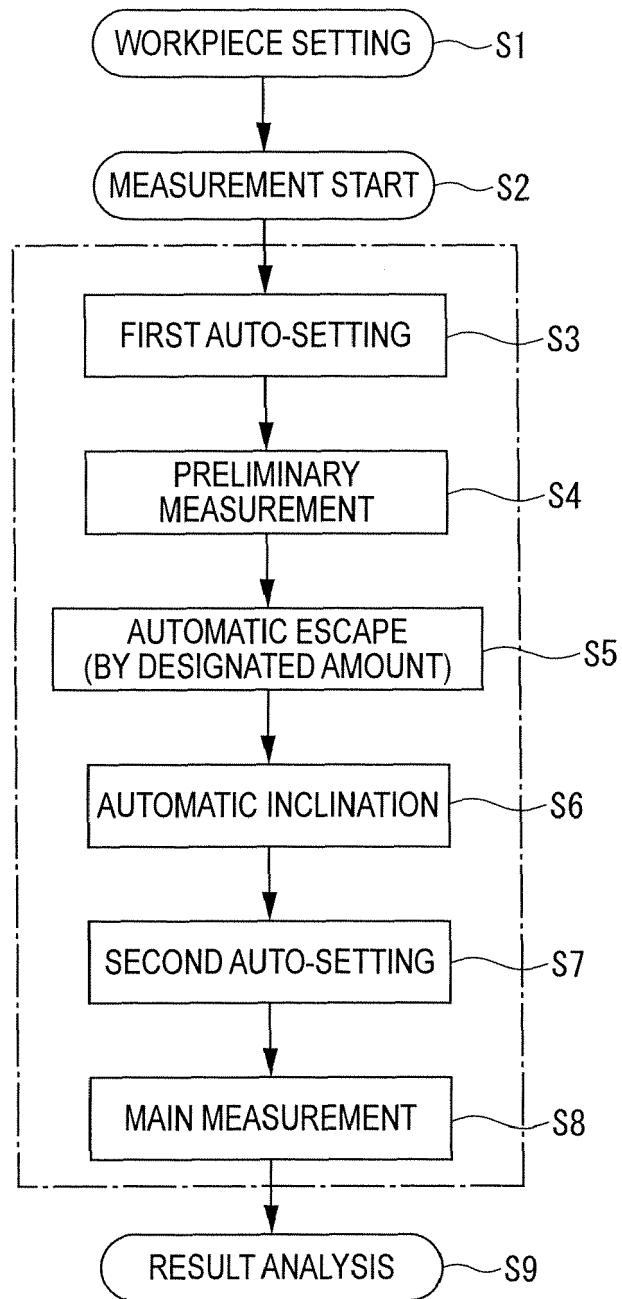 WORKPIECE SETTING S1
MEASUREMENT START S2
FIRST AUTO-SETTING S3
PRELIMINARY
MEASUREMENT S4
AUTOMATIC ESCAPE
(BY DESIGNATED AMOUNT) S5
AUTOMATIC INCLINATION S6
SECOND AUTO-SETTING S7
MAIN MEASUREMENT S8
RESULT ANALYSIS S9